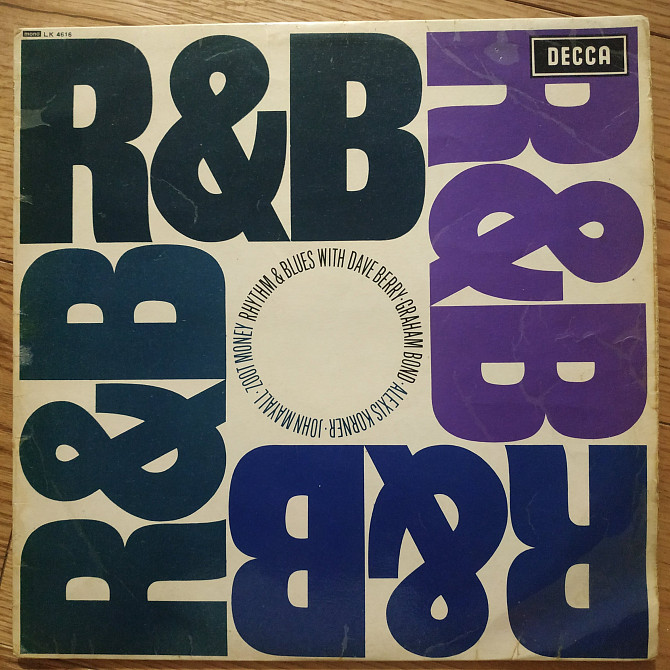 mono LK 4616
DECCA
R&B
R&B
R&B
R&B
RHYTHM & BLUES WITH DAVE BERRY · GRAHAM BOND · ALEXIS KORNER · JOHN MAYALL · ZOOT MONEY